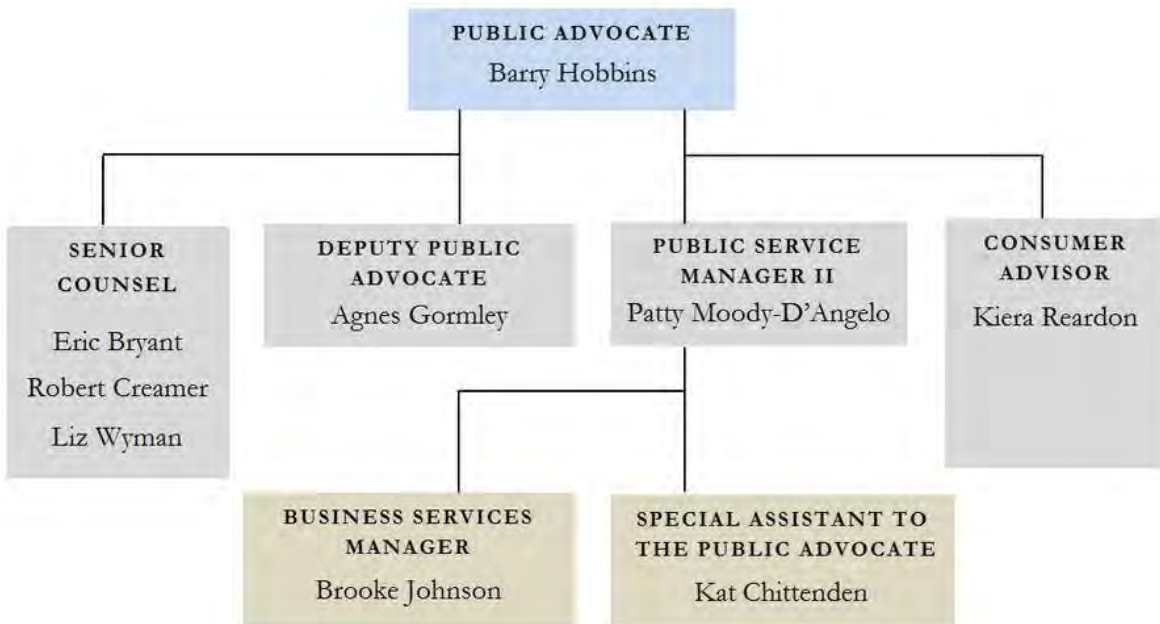 PUBLIC ADVOCATE
Barry Hobbins
SENIOR
COUNSEL
Eric Bryant
Robert Creamer
Liz Wyman
DEPUTY PUBLIC
ADVOCATE
Agnes Gormley
PUBLIC SERVICE
MANAGER II
Patty Moody-D'Angelo
CONSUMER
ADVISOR
Kiera Reardon
BUSINESS SERVICES
MANAGER
Brooke Johnson
SPECIAL ASSISTANT TO
THE PUBLIC ADVOCATE
Kat Chittenden